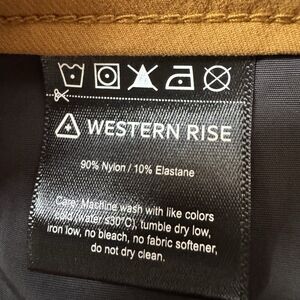 WESTERN RISE
90% Nylon / 10% Elastane
Care: Machine wash with like colors
cold (water ≤30°C), tumble dry low,
iron low, no bleach, no fabric softener,
do not dry clean.